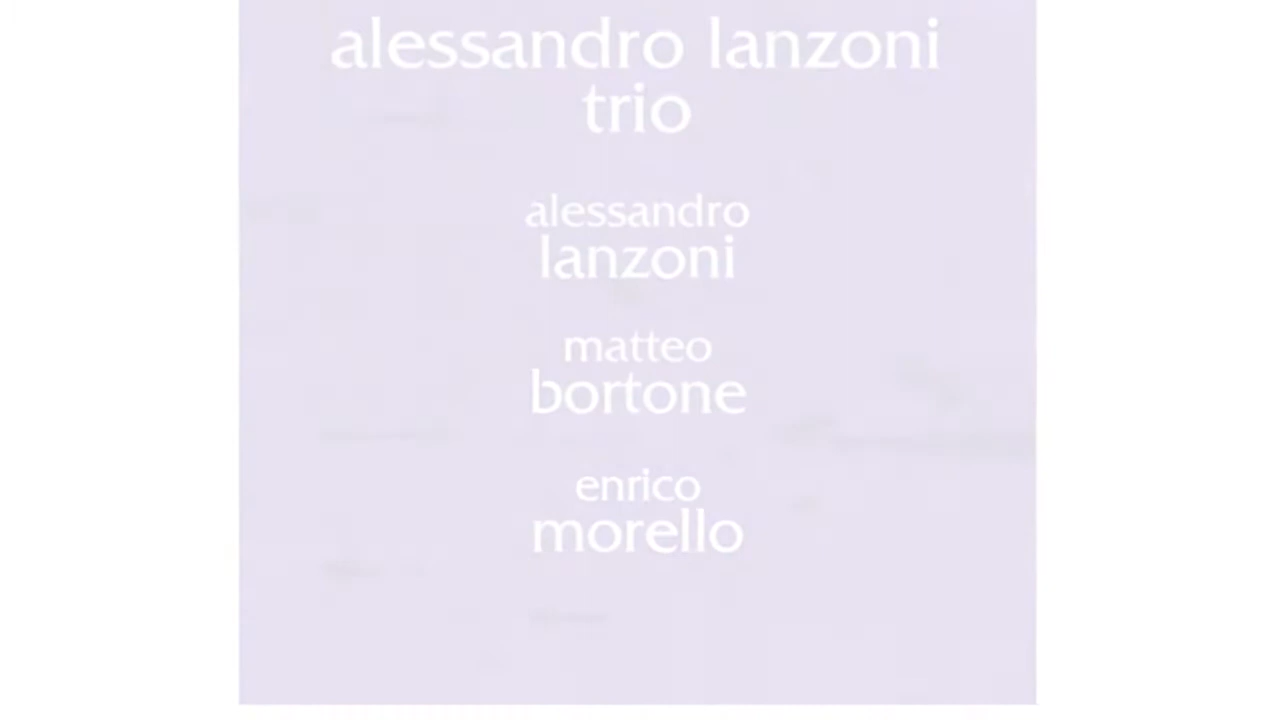 alessandro lanzoni
trio
alessandro
lanzoni
matteo
bortone
enrico
morello